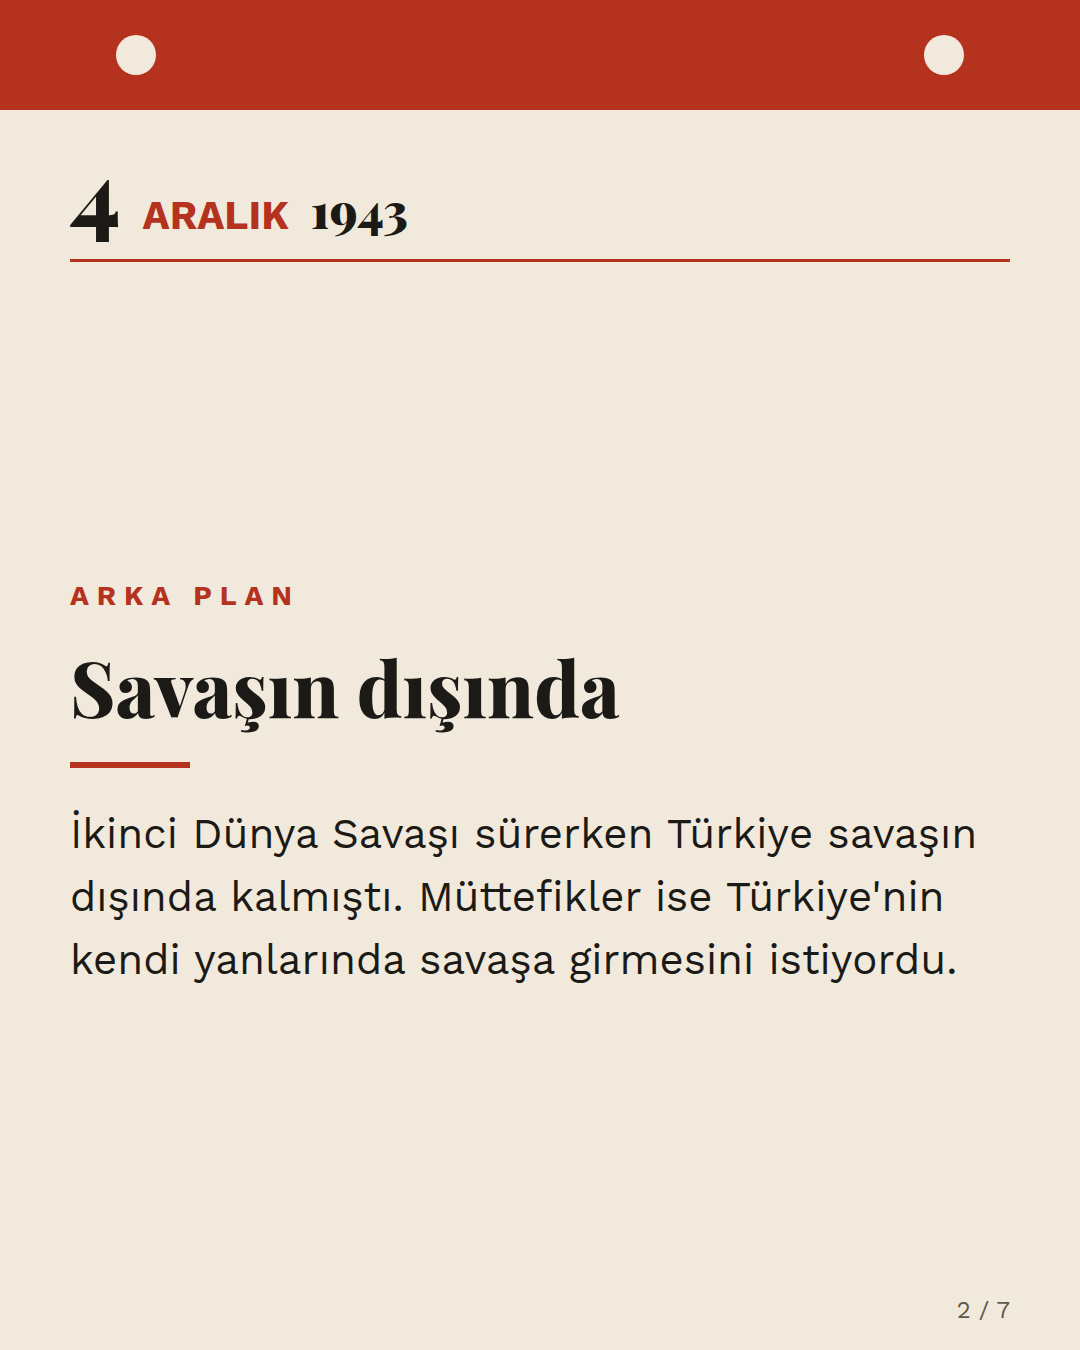 4 ARALIK 1943
ARKA PLAN
Savaşın dışında
İkinci Dünya Savaşı sürerken Türkiye savaşın
dışında kalmıştı. Müttefikler ise Türkiye'nin
kendi yanlarında savaşa girmesini istiyordu.
2 / 7